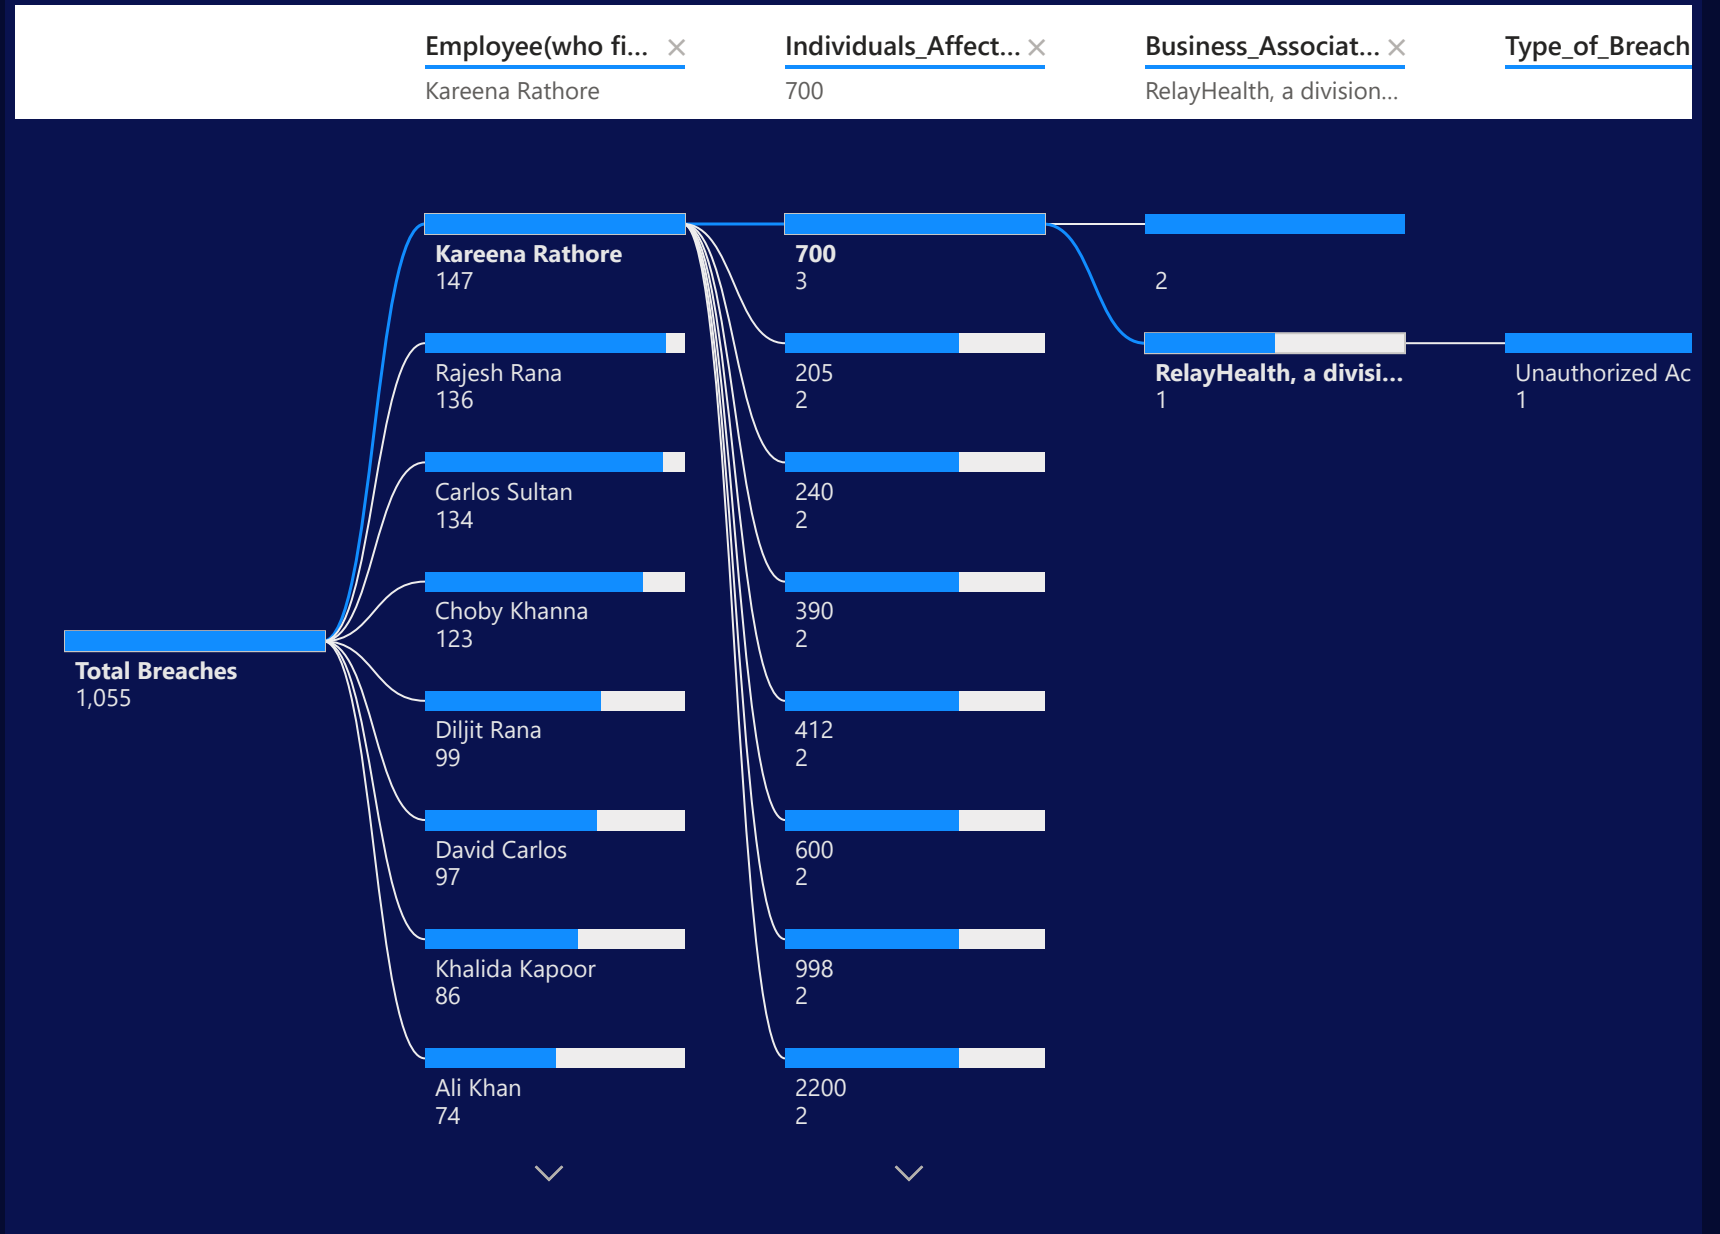 Employee(who fi...
Individuals_Affect...
Business_Associat...
Type_of_Breach
Kareena Rathore
700
RelayHealth, a division...
Total Breaches
1,055
Kareena Rathore
147
Rajesh Rana
136
Carlos Sultan
134
Choby Khanna
123
Diljit Rana
99
David Carlos
97
Khalida Kapoor
86
Ali Khan
74
700
3
205
2
240
2
390
2
412
2
600
2
998
2
2200
2
2
RelayHealth, a divisi...
1
Unauthorized Ac
1